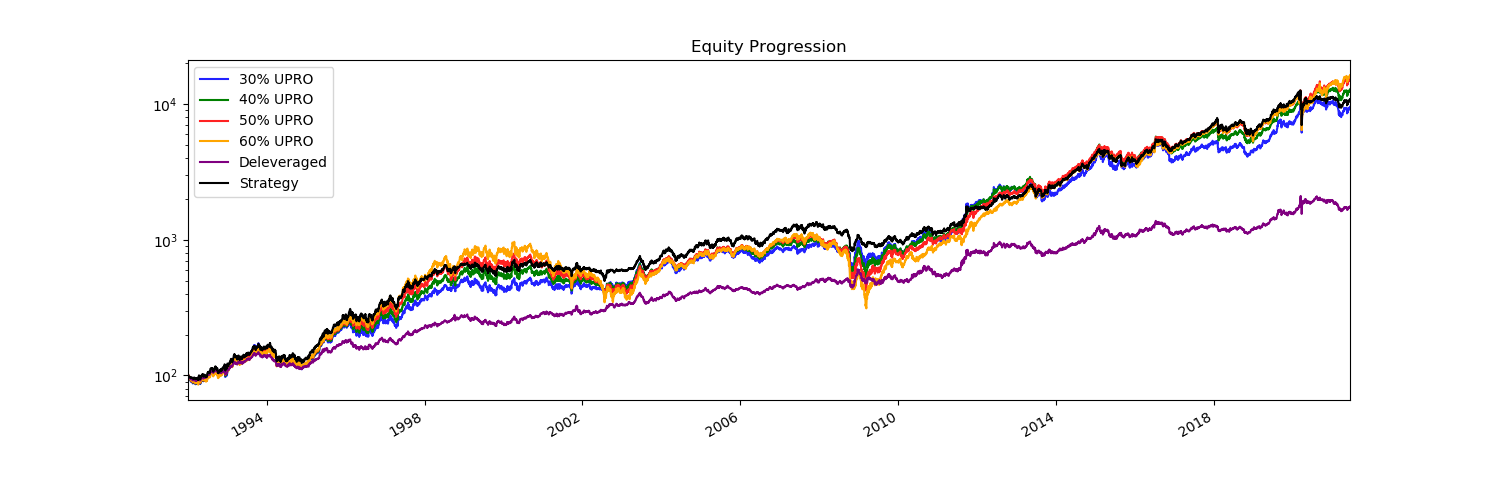 Equity Progression
30% UPRO
40% UPRO
50% UPRO
60% UPRO
Deleveraged
Strategy
10⁴
10³
10²
1994
1998
2002
2006
2010
2014
2018